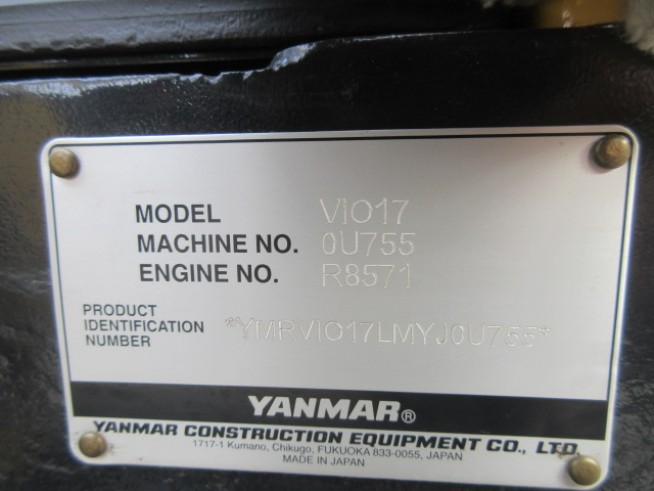 MODEL VIO17
MACHINE NO. 0U755
ENGINE NO. R8571
PRODUCT
IDENTIFICATION
NUMBER
*YMRVIO17LMYJ0U755*
YANMAR®
YANMAR CONSTRUCTION EQUIPMENT CO., LTD.
1717-1 Kumano, Chikugo, FUKUOKA 833-0055, JAPAN
MADE IN JAPAN